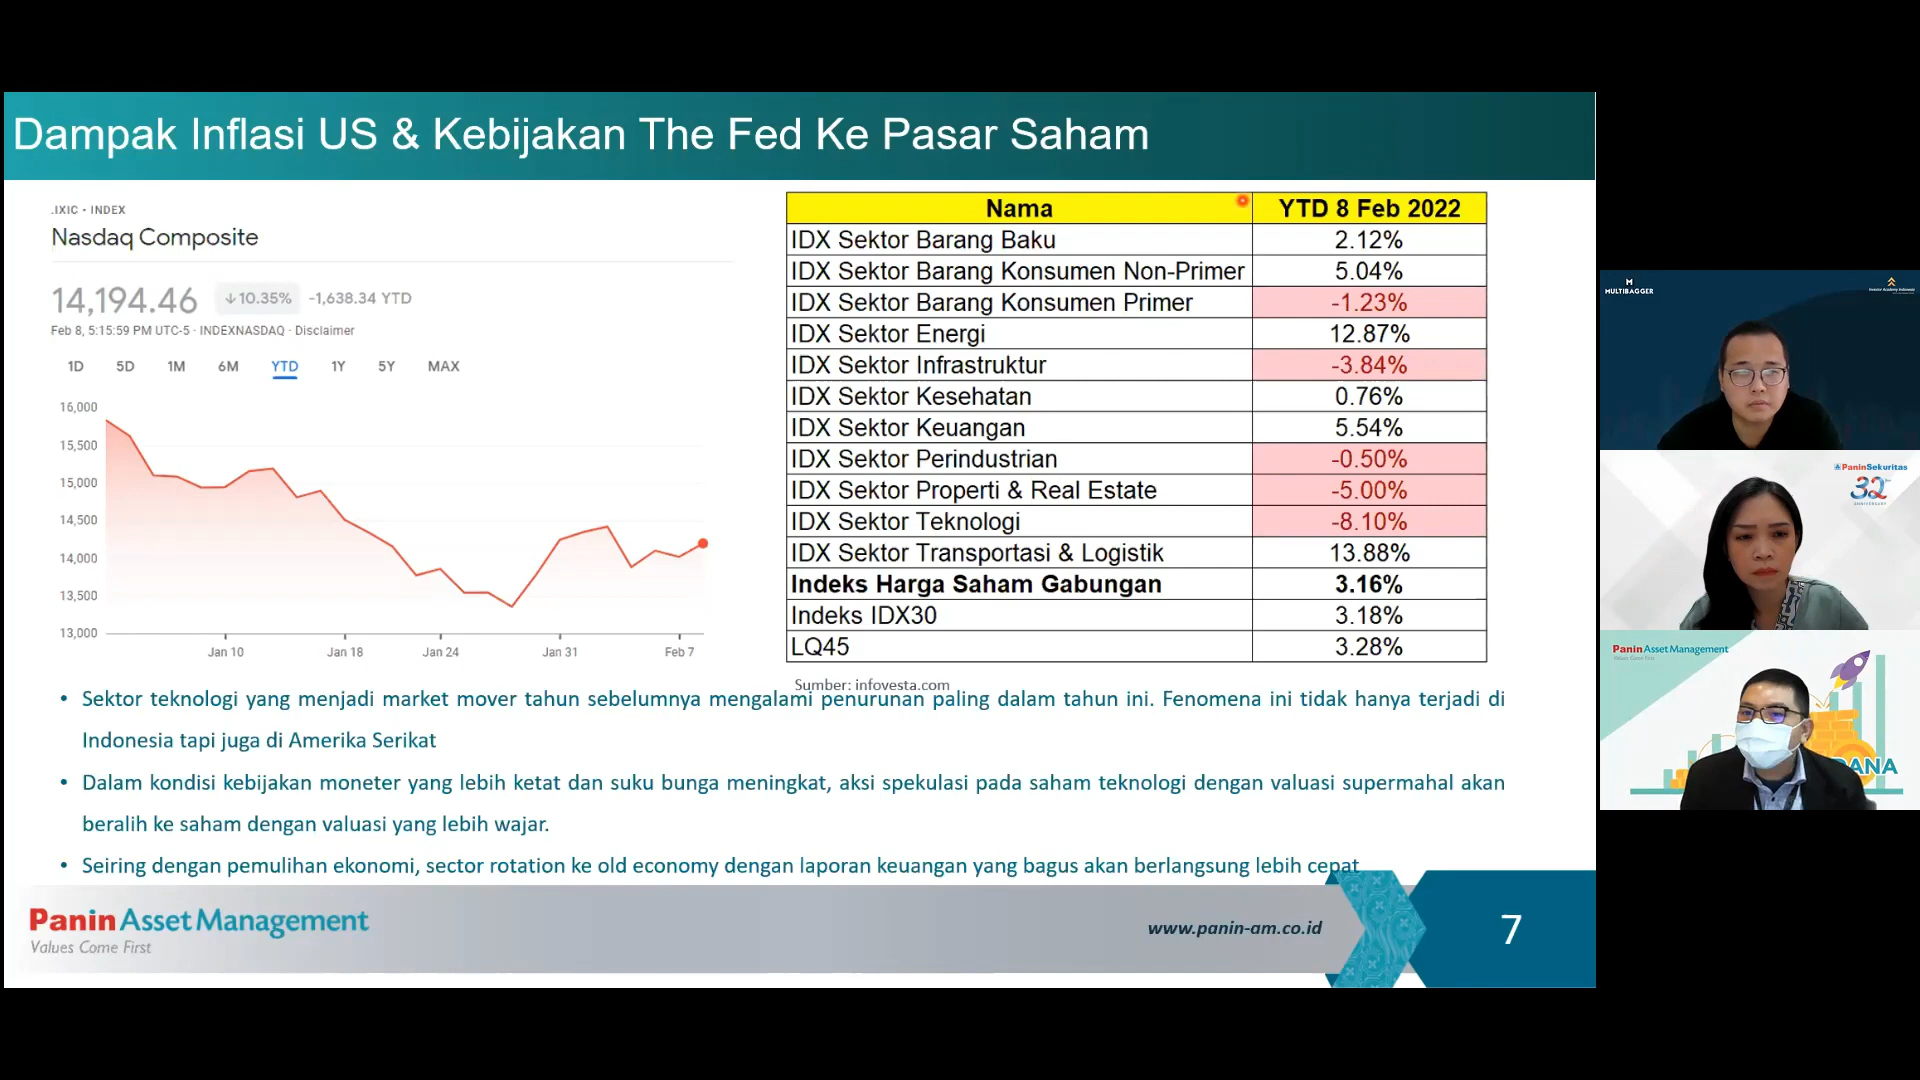 Dampak Inflasi US & Kebijakan The Fed Ke Pasar Saham
.IXIC • INDEX
Nasdaq Composite
14,194.46 ↓10.35% -1,638.34 YTD
Feb 8, 5:15:59 PM UTC-5 · INDEXNASDAQ · Disclaimer
1D 5D 1M 6M YTD 1Y 5Y MAX
16,000
15,500
15,000
14,500
14,000
13,500
13,000
Jan 10 Jan 18 Jan 24 Jan 31 Feb 7
Nama YTD 8 Feb 2022
IDX Sektor Barang Baku 2.12%
IDX Sektor Barang Konsumen Non-Primer 5.04%
IDX Sektor Barang Konsumen Primer -1.23%
IDX Sektor Energi 12.87%
IDX Sektor Infrastruktur -3.84%
IDX Sektor Kesehatan 0.76%
IDX Sektor Keuangan 5.54%
IDX Sektor Perindustrian -0.50%
IDX Sektor Properti & Real Estate -5.00%
IDX Sektor Teknologi -8.10%
IDX Sektor Transportasi & Logistik 13.88%
Indeks Harga Saham Gabungan 3.16%
Indeks IDX30 3.18%
LQ45 3.28%
Sumber: infovesta.com
• Sektor teknologi yang menjadi market mover tahun sebelumnya mengalami penurunan paling dalam tahun ini. Fenomena ini tidak hanya terjadi di
Indonesia tapi juga di Amerika Serikat
• Dalam kondisi kebijakan moneter yang lebih ketat dan suku bunga meningkat, aksi spekulasi pada saham teknologi dengan valuasi supermahal akan
beralih ke saham dengan valuasi yang lebih wajar.
• Seiring dengan pemulihan ekonomi, sector rotation ke old economy dengan laporan keuangan yang bagus akan berlangsung lebih cepat
Panin Asset Management
Values Come First
www.panin-am.co.id
7
MULTIBAGGER
Investor Academy Indonesia
PaninSekuritas
32
ANNIVERSARY
Panin Asset Management
Values Come First
DANA